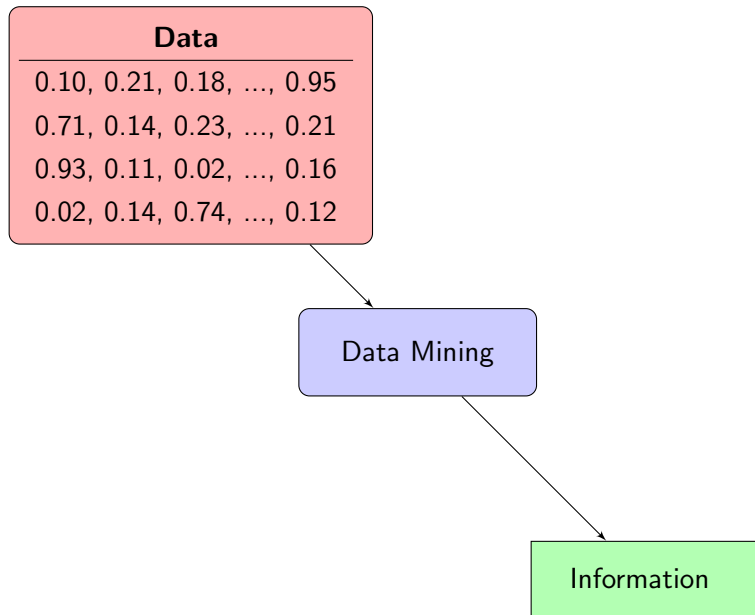 Data
0.10, 0.21, 0.18, ..., 0.95
0.71, 0.14, 0.23, ..., 0.21
0.93, 0.11, 0.02, ..., 0.16
0.02, 0.14, 0.74, ..., 0.12
Data Mining
Information